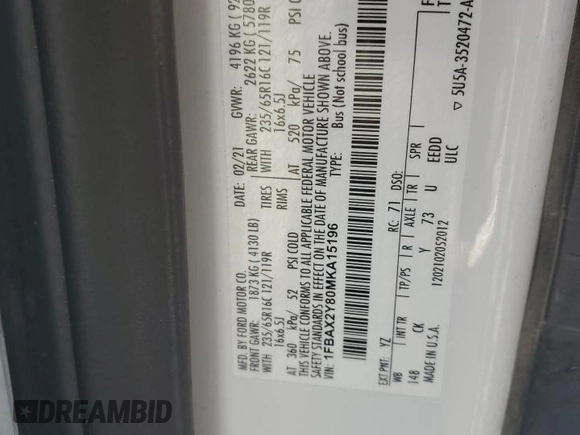 MFD. BY FORD MOTOR CO.
DATE: 02/21 GVWR: 4196 KG (92
FRONT GAWR: 1873 KG (4130 LB) REAR GAWR: 2622 KG (5780
WITH 235/65R16C 121/119R TIRES WITH 235/65R16C 121/119R
16x6.5J RIMS 16x6.5J
AT 360 kPa/ 52 PSI COLD AT 520 kPa/ 75 PSI CO
THIS VEHICLE CONFORMS TO ALL APPLICABLE FEDERAL MOTOR VEHICLE
SAFETY STANDARDS IN EFFECT ON THE DATE OF MANUFACTURE SHOWN ABOVE.
1FBAX2Y80MKA15196 TYPE: Bus (Not school bus)
EXT PNT: YZ RC: 71 DSO:
WB INT TR TP/PS R AXLE TR SPR
148 CK Y 73 U EEDD
MADE IN U.S.A. 1202102052012 ULC
▽ 5U5A-3520472-A
DREAMBID